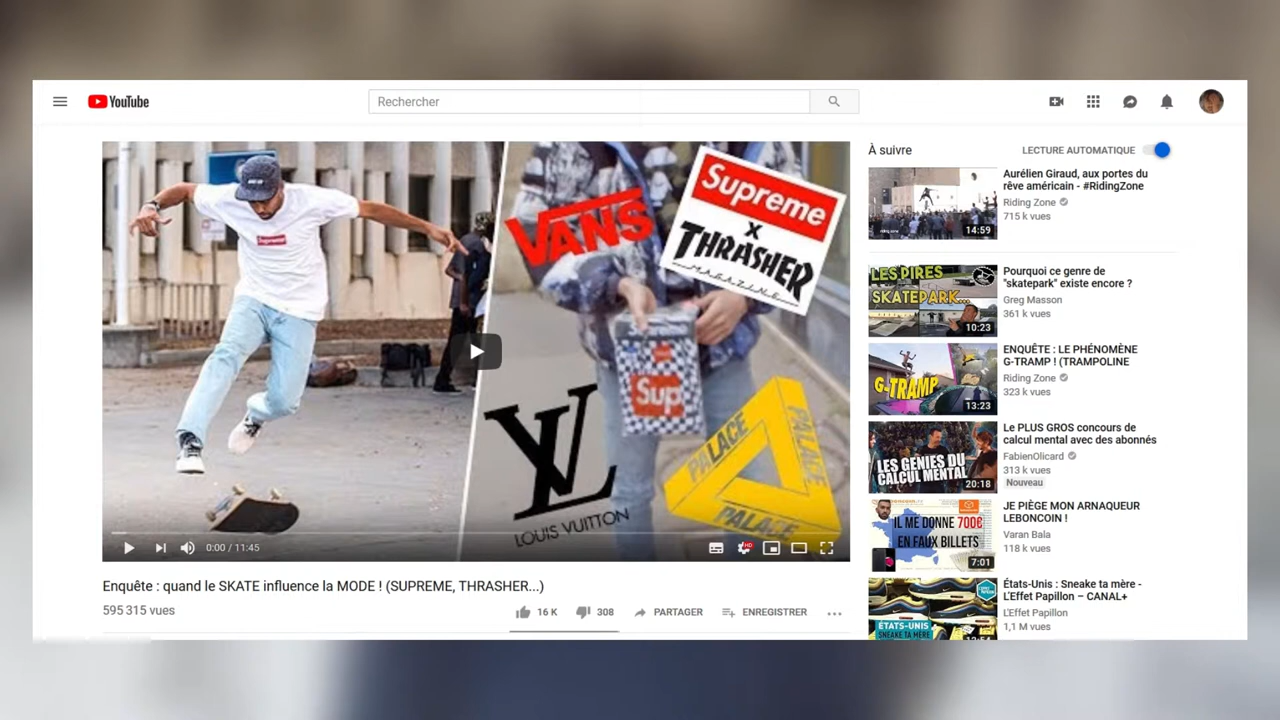 YouTube
Rechercher
Supreme
VANS
Supreme
x
THRASHER
MAGAZINE
Sup
LV
LOUIS VUITTON
PALACE
PALACE
PALACE
0:00 / 11:45
HD
Enquête : quand le SKATE influence la MODE ! (SUPREME, THRASHER...)
595 315 vues
16 K
308
PARTAGER
ENREGISTRER
À suivre
LECTURE AUTOMATIQUE
14:59
Aurélien Giraud, aux portes du
rêve américain - #RidingZone
Riding Zone
715 k vues
LES PIRES
SKATEPARK...
10:23
Pourquoi ce genre de
"skatepark" existe encore ?
Greg Masson
361 k vues
G-TRAMP
13:23
ENQUÊTE : LE PHÉNOMÈNE
G-TRAMP ! (TRAMPOLINE
Riding Zone
323 k vues
LES GENIES DU
CALCUL MENTAL
20:18
Le PLUS GROS concours de
calcul mental avec des abonnés
FabienOlicard
313 k vues
Nouveau
IL ME DONNE 700€
EN FAUX BILLETS
7:01
JE PIÈGE MON ARNAQUEUR
LEBONCOIN !
Varan Bala
118 k vues
ÉTATS-UNIS
SNEAKE TA MÈRE
États-Unis : Sneake ta mère -
L'Effet Papillon – CANAL+
L'Effet Papillon
1,1 M vues